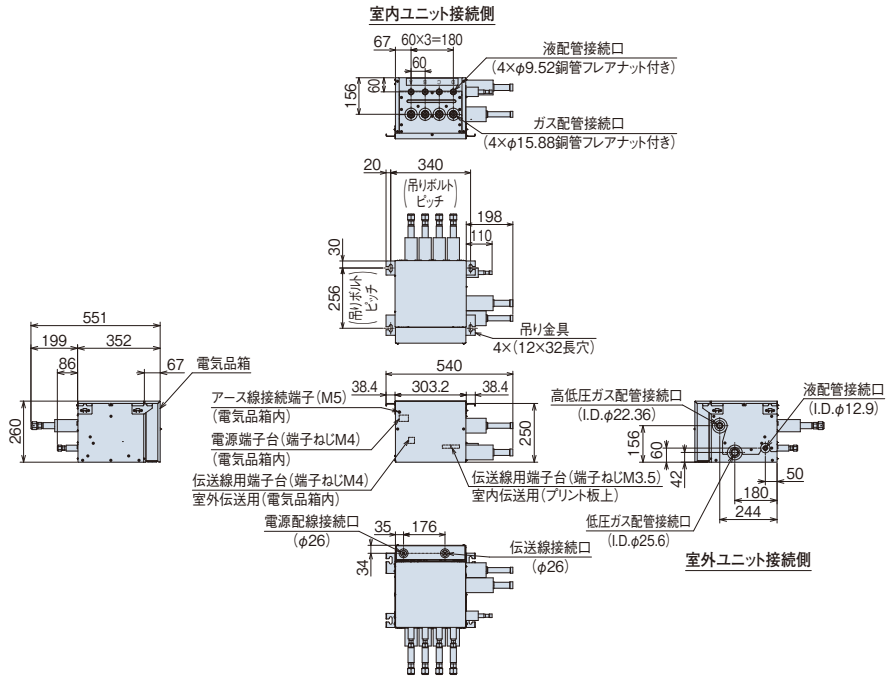 室内ユニット接続側
67
60×3=180
60
液配管接続口
(4×φ9.52銅管フレアナット付き)
156
60
ガス配管接続口
(4×φ15.88銅管フレアナット付き)
20
340
(吊りボルト
ピッチ)
198
110
30
256
(吊りボルト
ピッチ)
吊り金具
4×(12×32長穴)
551
199
352
86
67
電気品箱
260
540
38.4
303.2
38.4
アース線接続端子(M5)
(電気品箱内)
電源端子台(端子ねじM4)
(電気品箱内)
伝送線用端子台(端子ねじM4)
室外伝送用(電気品箱内)
250
伝送線用端子台(端子ねじM3.5)
室内伝送用(プリント板上)
高低圧ガス配管接続口
(I.D.φ22.36)
液配管接続口
(I.D.φ12.9)
156
60
42
50
180
244
低圧ガス配管接続口
(I.D.φ25.6)
室外ユニット接続側
電源配線接続口
(φ26)
35
176
34
伝送線接続口
(φ26)